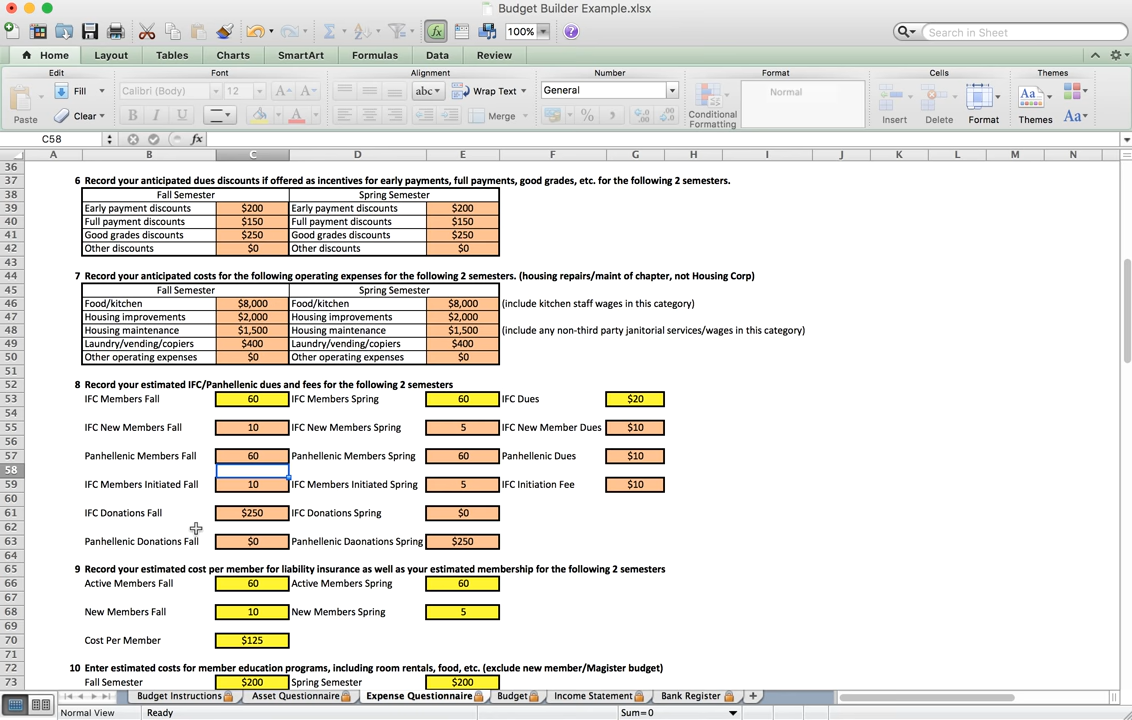 Budget Builder Example.xlsx
100%
Search in Sheet
Home Layout Tables Charts SmartArt Formulas Data Review
Edit Font Alignment Number Format Cells Themes
Fill Calibri (Body) 12 A A abc Wrap Text General Normal
Paste Clear B I U A Merge % Conditional Formatting Insert Delete Format Themes Aa
C58 fx
A B C D E F G H I J K L M N
36
37 6 Record your anticipated dues discounts if offered as incentives for early payments, full payments, good grades, etc. for the following 2 semesters.
38 Fall Semester Spring Semester
39 Early payment discounts $200 Early payment discounts $200
40 Full payment discounts $150 Full payment discounts $150
41 Good grades discounts $250 Good grades discounts $250
42 Other discounts $0 Other discounts $0
43
44 7 Record your anticipated costs for the following operating expenses for the following 2 semesters. (housing repairs/maint of chapter, not Housing Corp)
45 Fall Semester Spring Semester
46 Food/kitchen $8,000 Food/kitchen $8,000 (include kitchen staff wages in this category)
47 Housing improvements $2,000 Housing improvements $2,000
48 Housing maintenance $1,500 Housing maintenance $1,500 (include any non-third party janitorial services/wages in this category)
49 Laundry/vending/copiers $400 Laundry/vending/copiers $400
50 Other operating expenses $0 Other operating expenses $0
51
52 8 Record your estimated IFC/Panhellenic dues and fees for the following 2 semesters
53 IFC Members Fall 60 IFC Members Spring 60 IFC Dues $20
54
55 IFC New Members Fall 10 IFC New Members Spring 5 IFC New Member Dues $10
56
57 Panhellenic Members Fall 60 Panhellenic Members Spring 60 Panhellenic Dues $10
58
59 IFC Members Initiated Fall 10 IFC Members Initiated Spring 5 IFC Initiation Fee $10
60
61 IFC Donations Fall $250 IFC Donations Spring $0
62
63 Panhellenic Donations Fall $0 Panhellenic Daonations Spring $250
64
65 9 Record your estimated cost per member for liability insurance as well as your estimated membership for the following 2 semesters
66 Active Members Fall 60 Active Members Spring 60
67
68 New Members Fall 10 New Members Spring 5
69
70 Cost Per Member $125
71
72 10 Enter estimated costs for member education programs, including room rentals, food, etc. (exclude new member/Magister budget)
73 Fall Semester $200 Spring Semester $200
Budget Instructions Asset Questionnaire Expense Questionnaire Budget Income Statement Bank Register +
Normal View Ready Sum=0